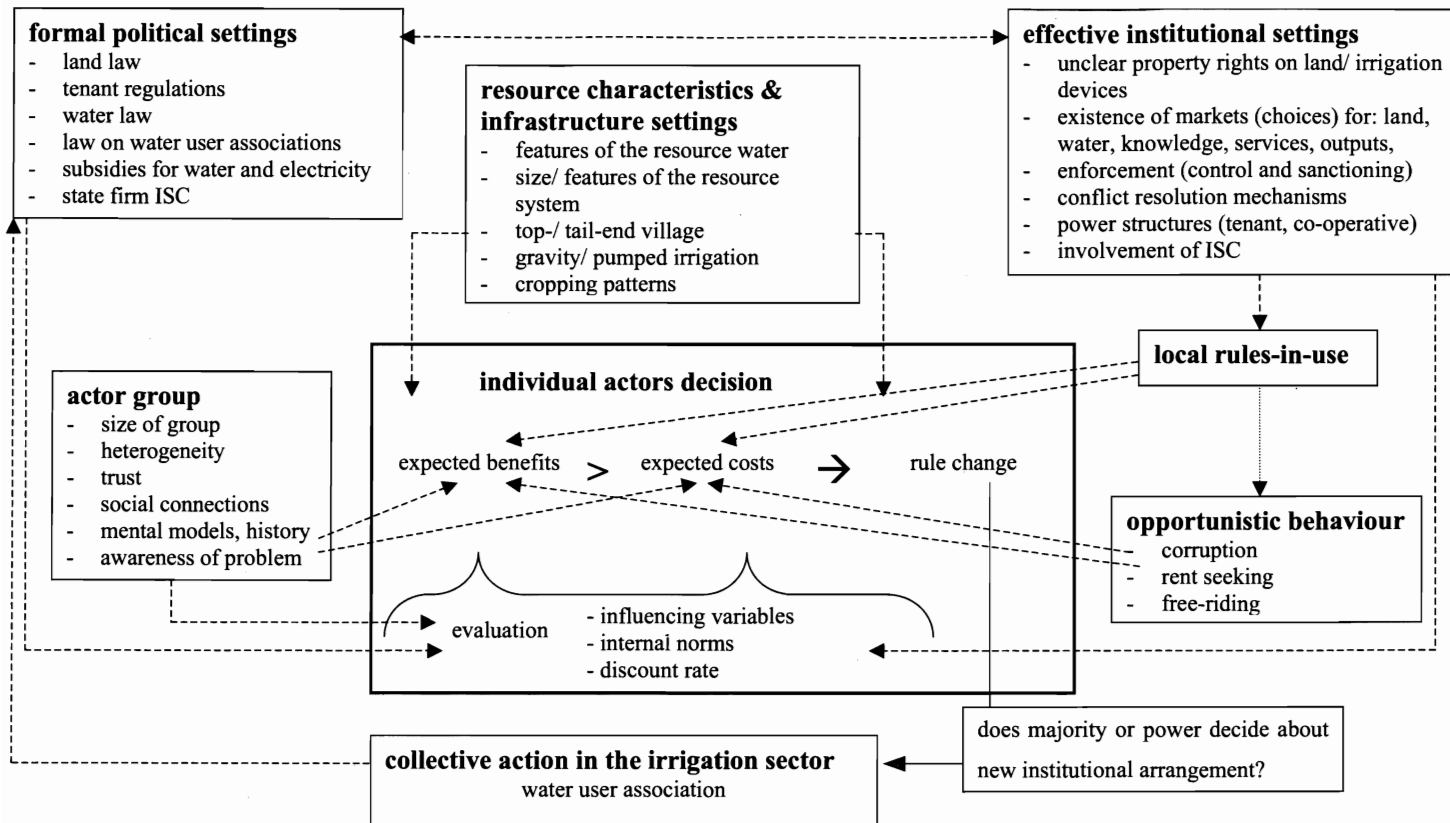 formal political settings
- land law
- tenant regulations
- water law
- law on water user associations
- subsidies for water and electricity
- state firm ISC
resource characteristics &
infrastructure settings
- features of the resource water
- size/ features of the resource
system
- top-/ tail-end village
- gravity/ pumped irrigation
- cropping patterns
effective institutional settings
- unclear property rights on land/ irrigation
devices
- existence of markets (choices) for: land,
water, knowledge, services, outputs,
- enforcement (control and sanctioning)
- conflict resolution mechanisms
- power structures (tenant, co-operative)
- involvement of ISC
local rules-in-use
actor group
- size of group
- heterogeneity
- trust
- social connections
- mental models, history
- awareness of problem
individual actors decision
expected benefits > expected costs → rule change
evaluation
- influencing variables
- internal norms
- discount rate
opportunistic behaviour
- corruption
- rent seeking
- free-riding
does majority or power decide about
new institutional arrangement?
collective action in the irrigation sector
water user association